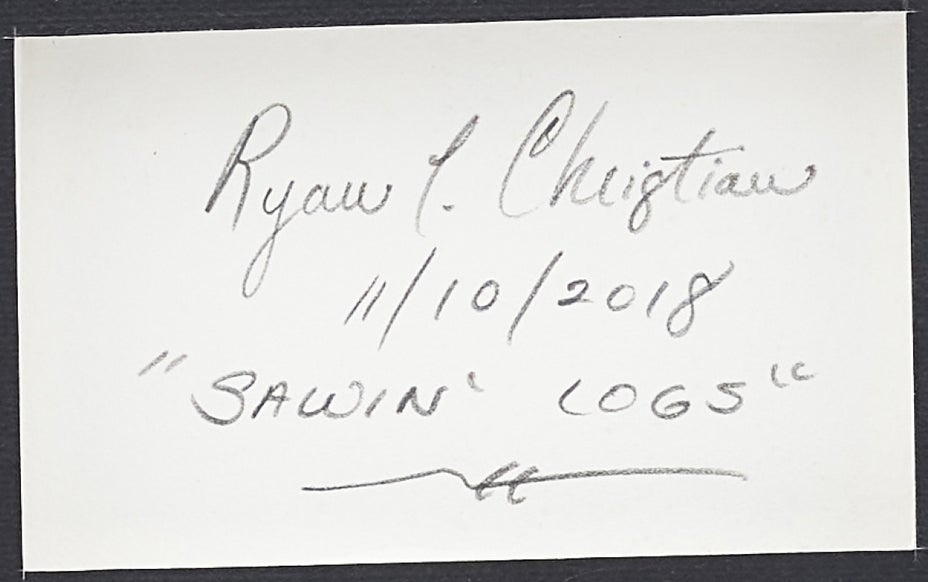 Ryan L. Christian
11/10/2018
"SAWIN' LOGS"